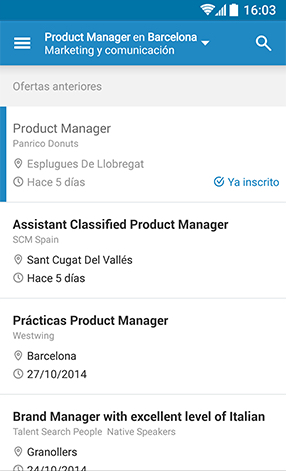 16:03
Product Manager en Barcelona
Marketing y comunicación
Ofertas anteriores
Product Manager
Panrico Donuts
Esplugues De Llobregat
Hace 5 días
Ya inscrito
Assistant Classified Product Manager
SCM Spain
Sant Cugat Del Vallés
Hace 5 días
Prácticas Product Manager
Westwing
Barcelona
27/10/2014
Brand Manager with excellent level of Italian
Talent Search People Native Speakers
Granollers
24/10/2014